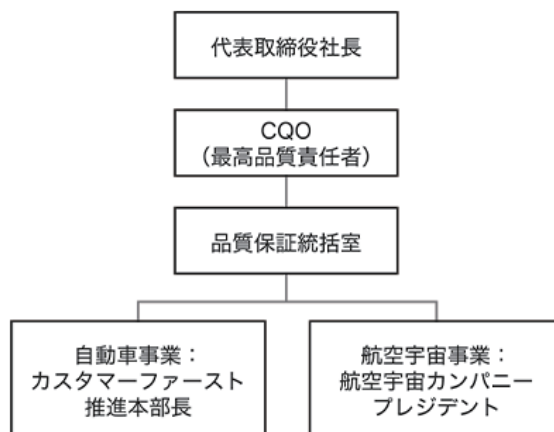 代表取締役社長
CQO
（最高品質責任者）
品質保証統括室
自動車事業：
カスタマーファースト
推進本部長
航空宇宙事業：
航空宇宙カンパニー
プレジデント